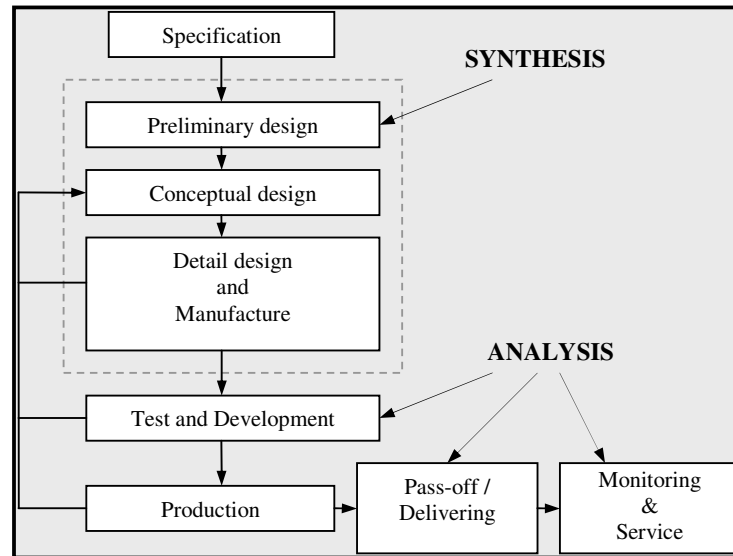 Specification
SYNTHESIS
Preliminary design
Conceptual design
Detail design
and
Manufacture
ANALYSIS
Test and Development
Production
Pass-off /
Delivering
Monitoring
&
Service